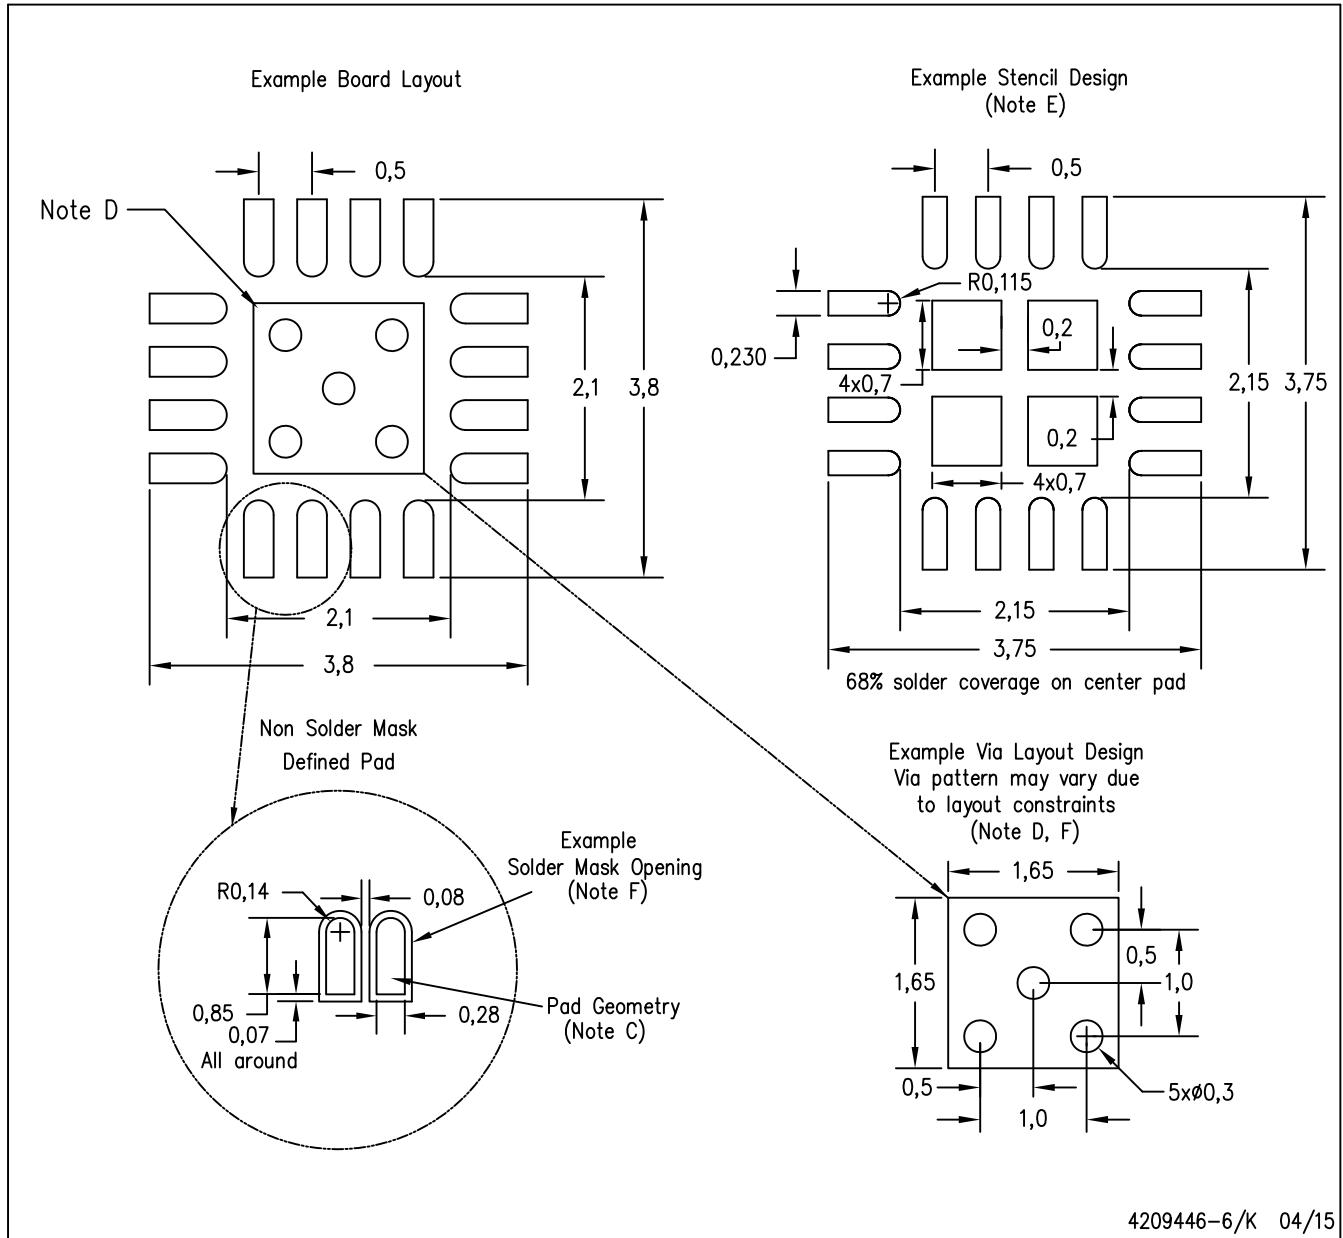 Example Board Layout
Example Stencil Design
(Note E)
0,5
Note D
2,1
3,8
2,1
3,8
0,5
R0,115
0,230
4x0,7
0,2
0,2
4x0,7
2,15
3,75
2,15
3,75
68% solder coverage on center pad
Non Solder Mask
Defined Pad
Example
Solder Mask Opening
(Note F)
R0,14
0,08
0,85
0,07
All around
0,28
Pad Geometry
(Note C)
Example Via Layout Design
Via pattern may vary due
to layout constraints
(Note D, F)
1,65
1,65
0,5
1,0
0,5
1,0
5xø0,3
4209446-6/K 04/15